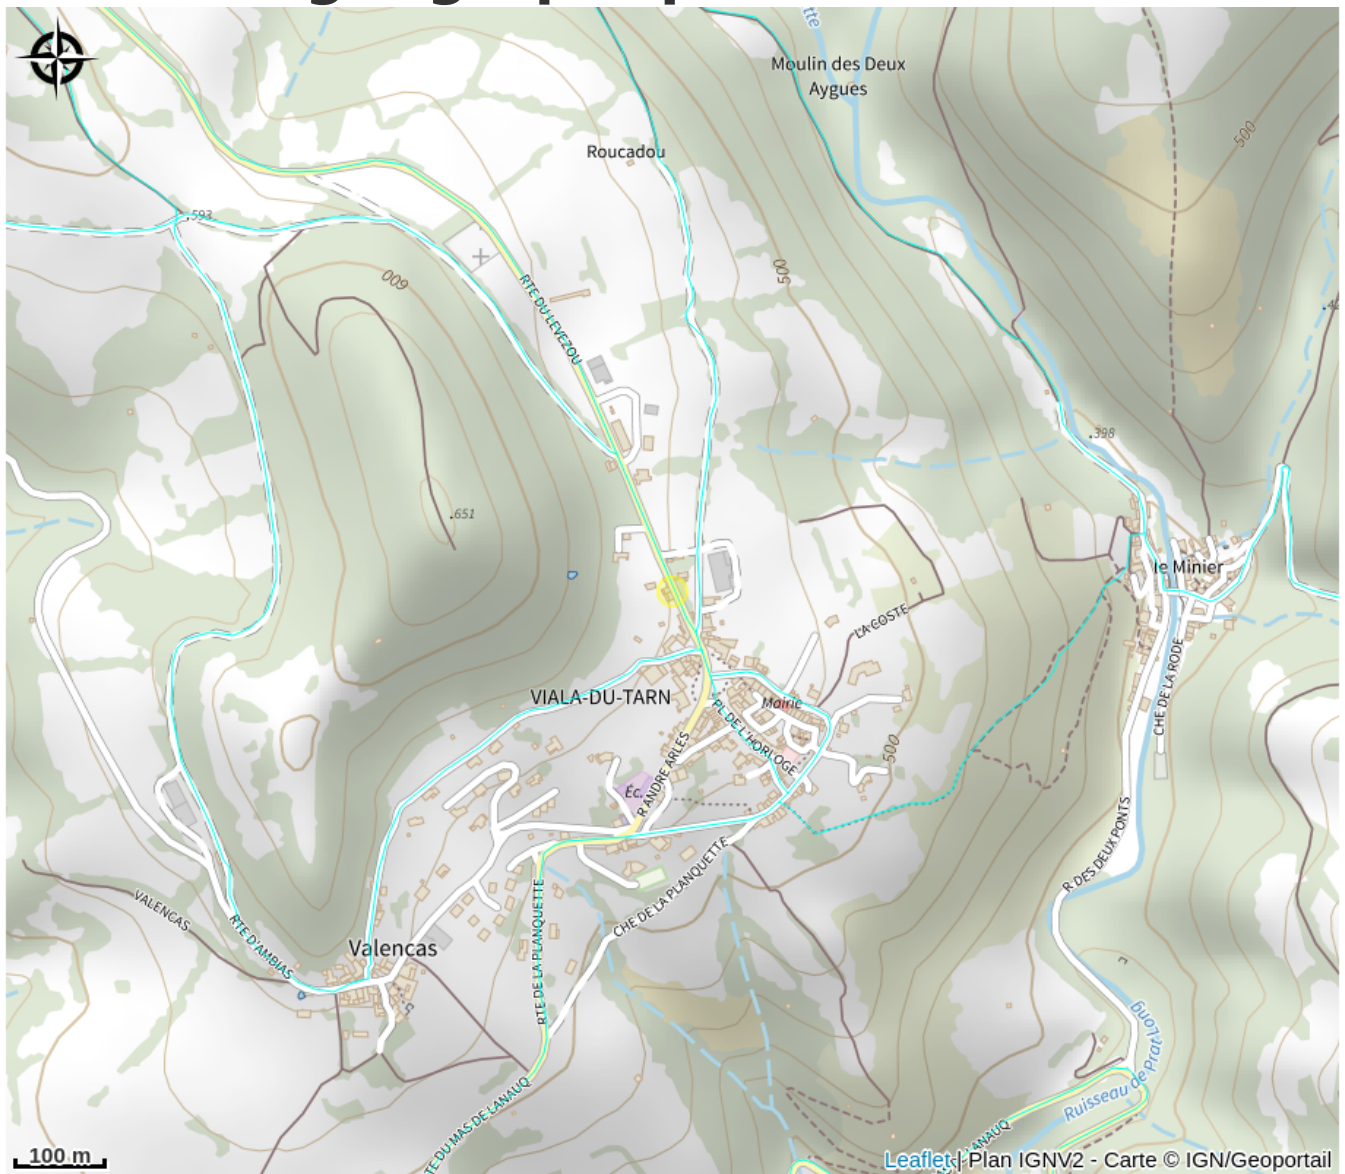 Moulin des Deux
Aygues
Roucadou
500
.593
600
500
RTE DU LEVEZOU
.398
.651
le Minier
LA COSTE
VIALA-DU-TARN
Mairie
PL DE L'HORLOGE
CHE DE LA RODE
500
R ANDRE ARLES
Éc.
R DES DEUX PONTS
CHE DE LA PLANQUETTE
VALENCAS
RTE D'AMBIAS
Valencas
RTE DE LA PLANQUETTE
Ruisseau de Prat Long
TE DU MAS DE LANAUQ
LANAUQ
100 m
Leaflet | Plan IGNV2 - Carte © IGN/Geoportail